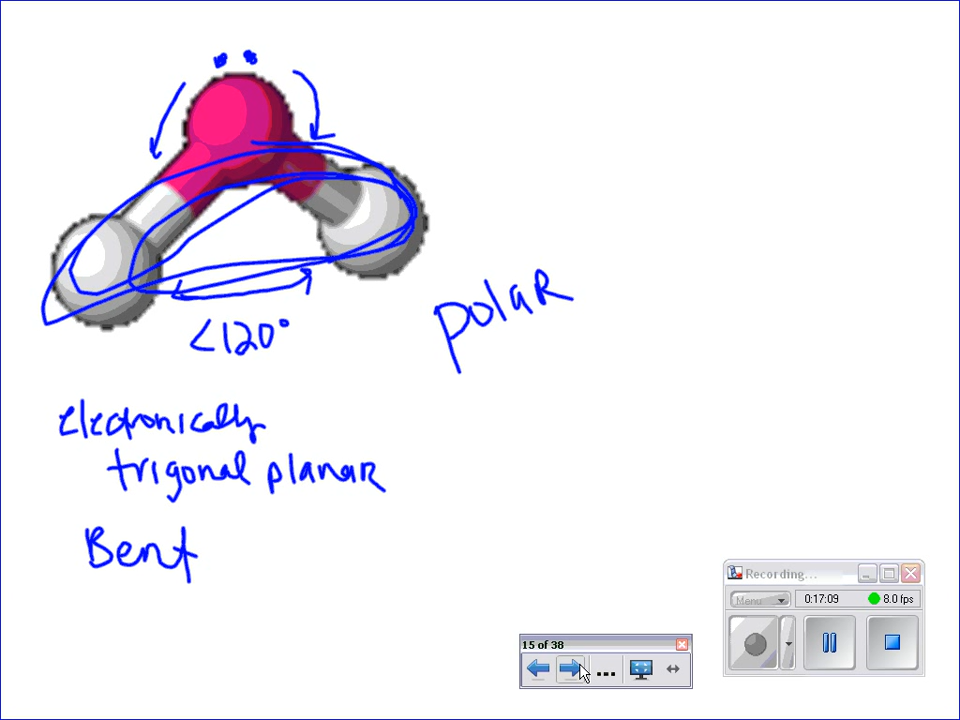 <120°
polar
electronically
trigonal planar
Bent
Recording...
Menu
0:17:09
8.0 fps
15 of 38
...